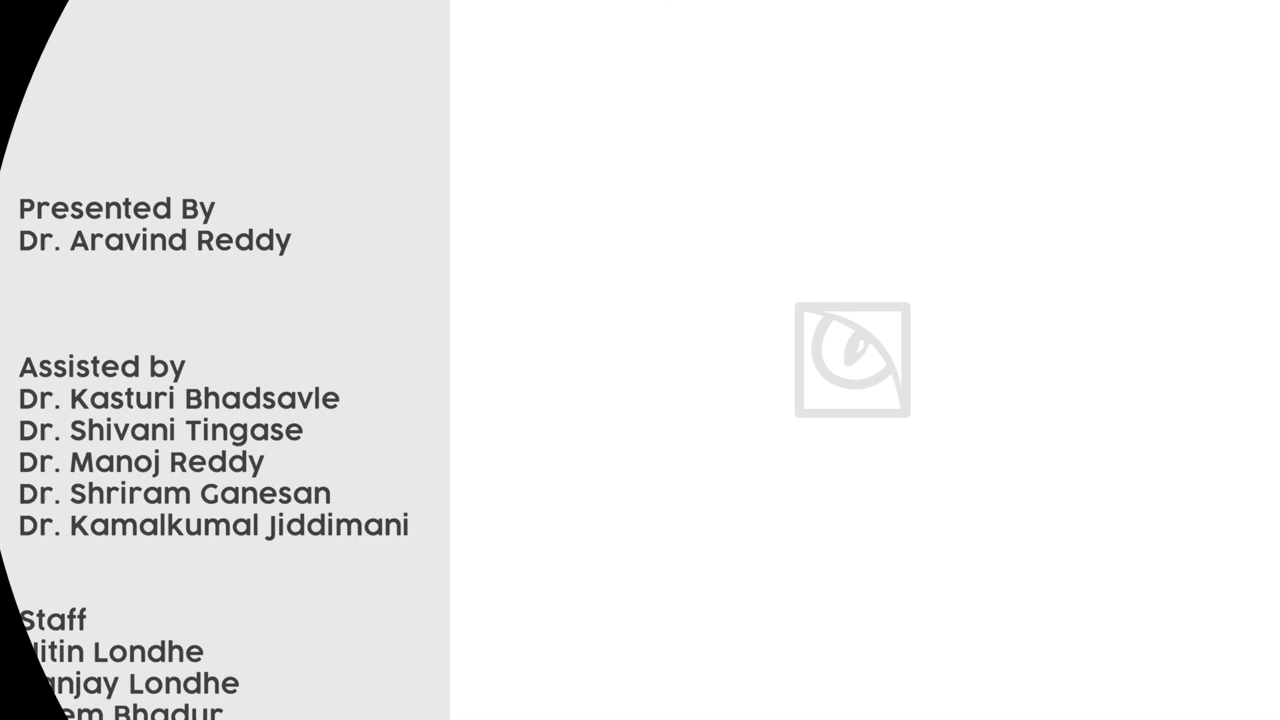 Presented By
Dr. Aravind Reddy
Assisted by
Dr. Kasturi Bhadsavle
Dr. Shivani Tingase
Dr. Manoj Reddy
Dr. Shriram Ganesan
Dr. Kamalkumal Jiddimani
Staff
Londhe
Londhe
Bhadur